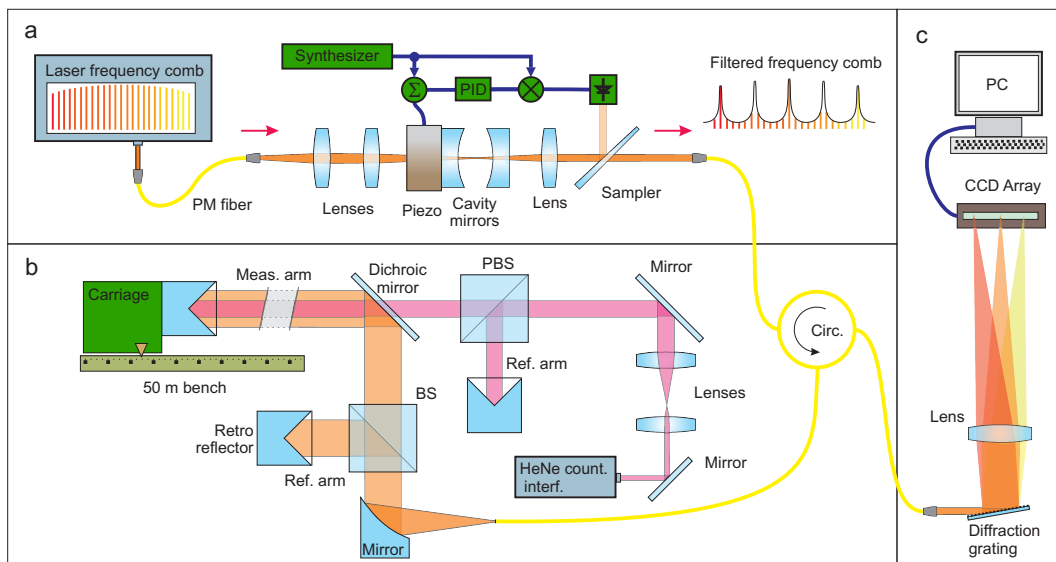 a
Laser frequency comb
Synthesizer
Σ
PID
Filtered frequency comb
PM fiber
Lenses
Piezo
Cavity
mirrors
Lens
Sampler
b
Carriage
Meas. arm
Dichroic
mirror
PBS
Mirror
50 m bench
Ref. arm
Lenses
BS
Retro
reflector
Ref. arm
HeNe count.
interf.
Mirror
Mirror
Circ.
c
PC
CCD Array
Lens
Diffraction
grating